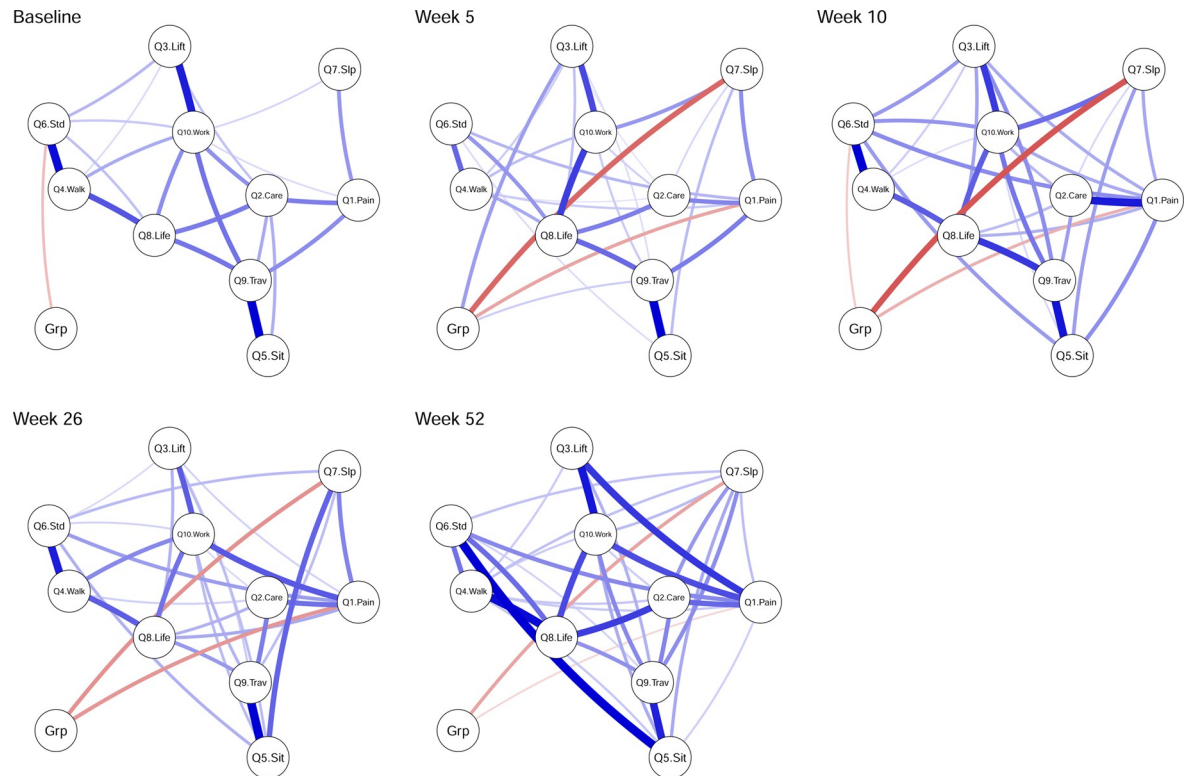 Baseline
Q3.Lift
Q7.Slp
Q6.Std
Q10.Work
Q4.Walk
Q2.Care
Q1.Pain
Q8.Life
Q9.Trav
Grp
Q5.Sit
Week 5
Q3.Lift
Q7.Slp
Q6.Std
Q10.Work
Q4.Walk
Q2.Care
Q1.Pain
Q8.Life
Q9.Trav
Grp
Q5.Sit
Week 10
Q3.Lift
Q7.Slp
Q6.Std
Q10.Work
Q4.Walk
Q2.Care
Q1.Pain
Q8.Life
Q9.Trav
Grp
Q5.Sit
Week 26
Q3.Lift
Q7.Slp
Q6.Std
Q10.Work
Q4.Walk
Q2.Care
Q1.Pain
Q8.Life
Q9.Trav
Grp
Q5.Sit
Week 52
Q3.Lift
Q7.Slp
Q6.Std
Q10.Work
Q4.Walk
Q2.Care
Q1.Pain
Q8.Life
Q9.Trav
Grp
Q5.Sit